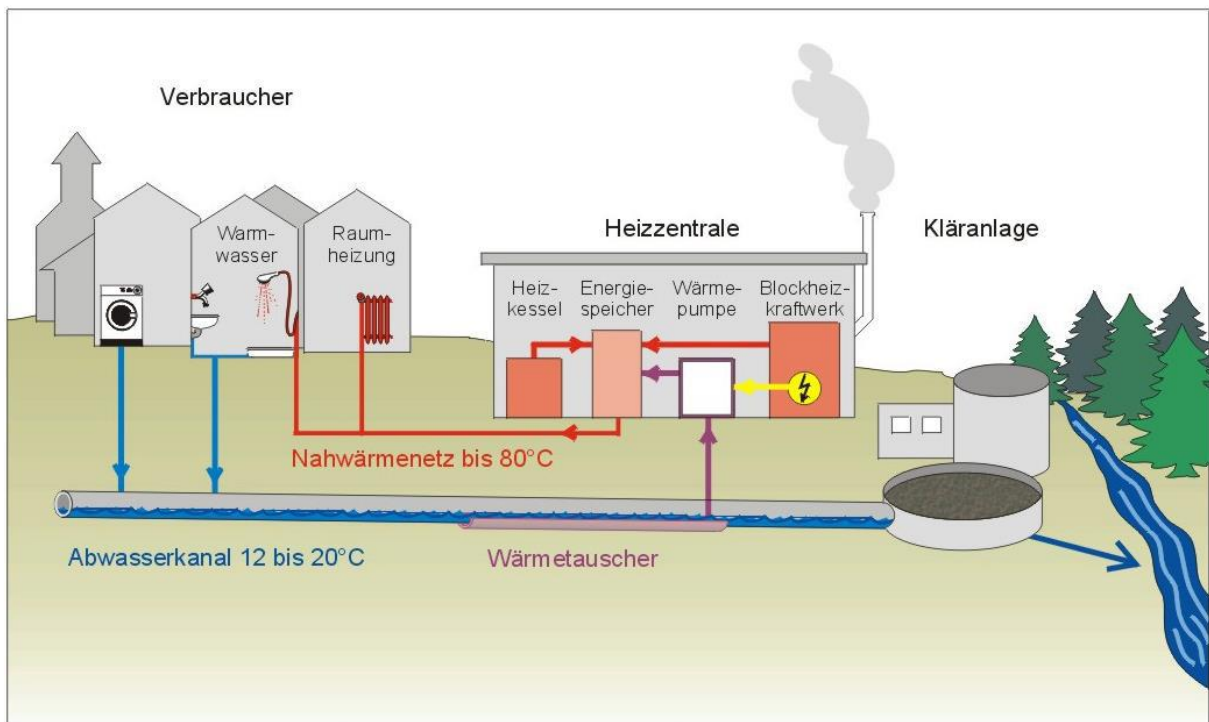 Verbraucher
Warm-
wasser
Raum-
heizung
Heizzentrale
Heiz-
kessel
Energie-
speicher
Wärme-
pumpe
Blockheiz-
kraftwerk
Kläranlage
Nahwärmenetz bis 80°C
Abwasserkanal 12 bis 20°C
Wärmetauscher